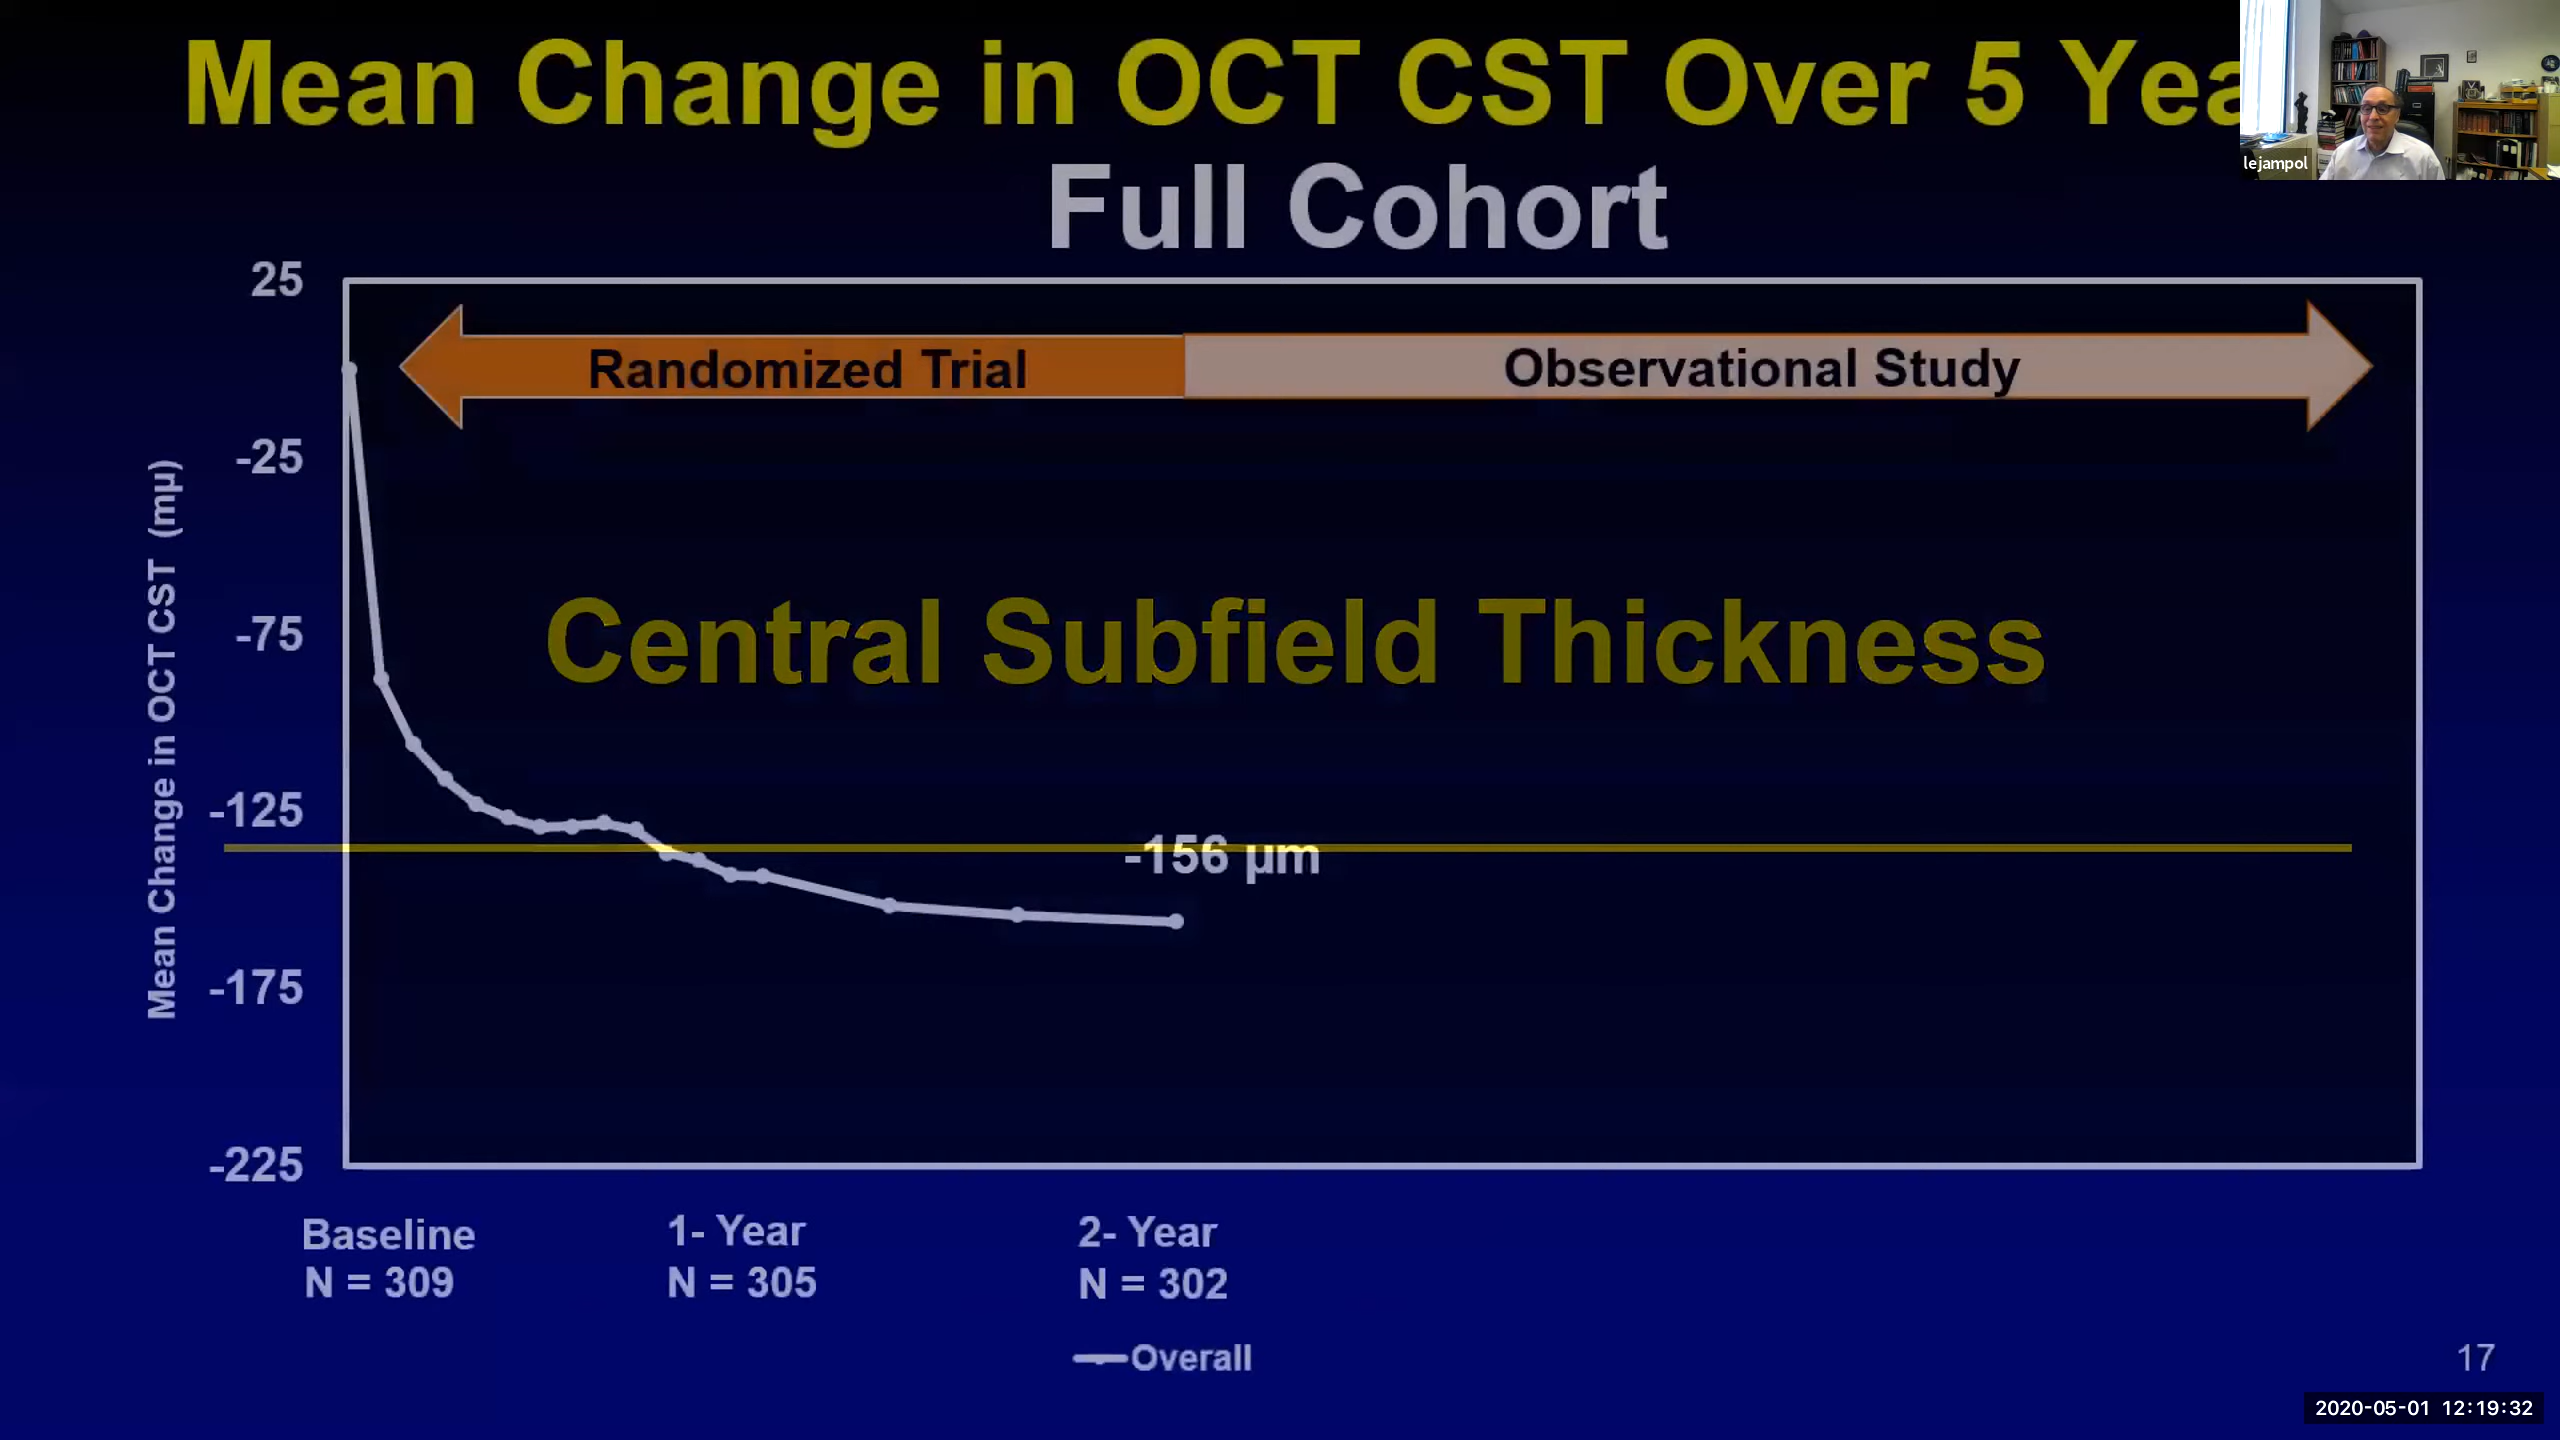 Mean Change in OCT CST Over 5 Yea
lejampol
Full Cohort
25
Randomized Trial
Observational Study
-25
-75
-125
-175
-225
Mean Change in OCT CST (mµ)
Central Subfield Thickness
-156 µm
Baseline
N = 309
1- Year
N = 305
2- Year
N = 302
Overall
17
2020-05-01 12:19:32